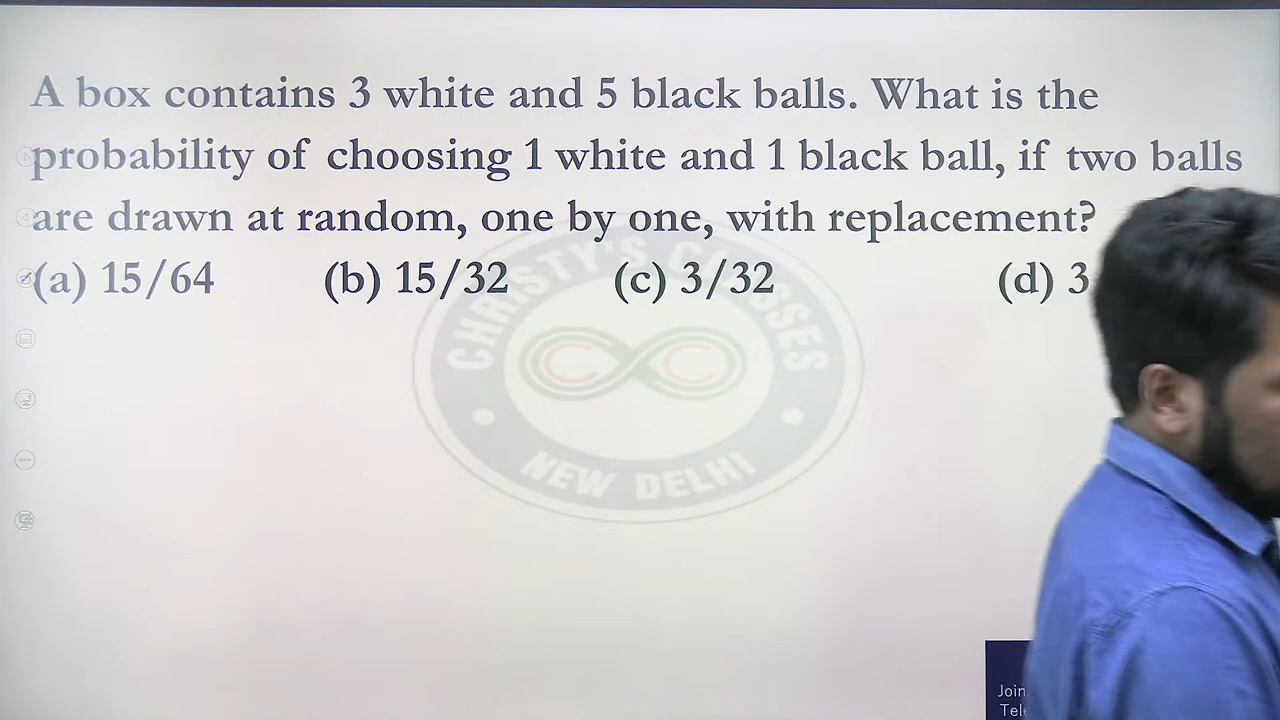 A box contains 3 white and 5 black balls. What is the
probability of choosing 1 white and 1 black ball, if two balls
are drawn at random, one by one, with replacement?
(a) 15/64 (b) 15/32 (c) 3/32 (d) 3
CHRISTY'S CLASSES
CC
NEW DELHI
Join
Tele